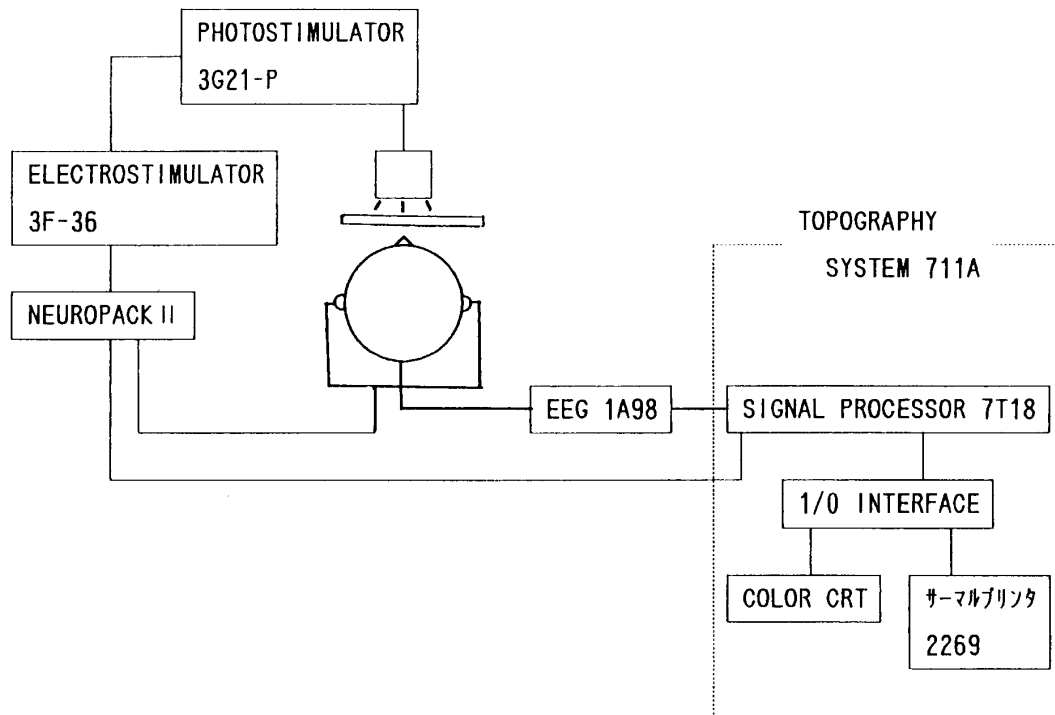 PHOTOSTIMULATOR
3G21-P
ELECTROSTIMULATOR
3F-36
NEUROPACK II
TOPOGRAPHY
SYSTEM 711A
EEG 1A98
SIGNAL PROCESSOR 7T18
1/0 INTERFACE
COLOR CRT
サーマルプリンタ
2269